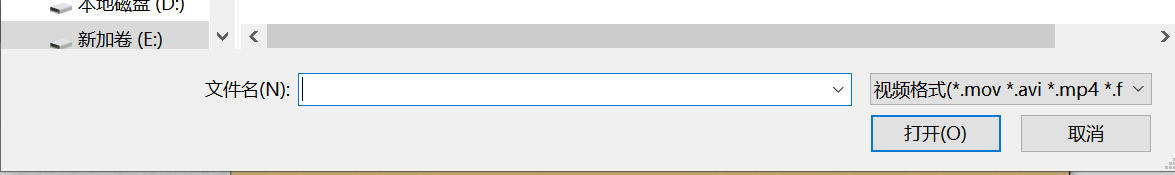 本地磁盘 (D:)
新加卷 (E:)
文件名(N):
视频格式(*.mov *.avi *.mp4 *.f
打开(O)
取消